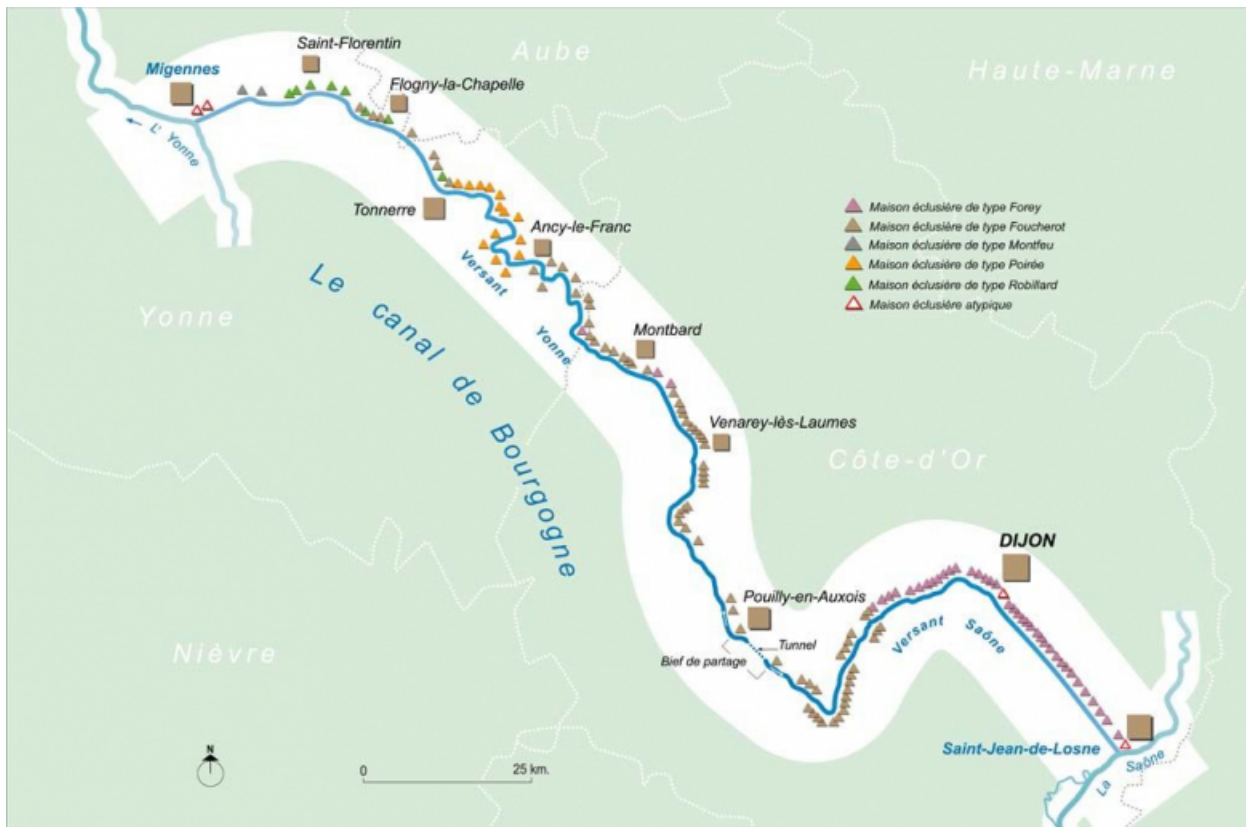 Saint-Florentin
Aube
Haute-Marne
Migennes
Flogny-la-Chapelle
L' Yonne
Tonnerre
Ancy-le-Franc
Maison éclusière de type Forey
Maison éclusière de type Foucherot
Maison éclusière de type Montfeu
Maison éclusière de type Poirée
Maison éclusière de type Robillard
Maison éclusière atypique
Versant Yonne
Yonne
Le canal de Bourgogne
Montbard
Venarey-lès-Laumes
Côte-d'Or
DIJON
Pouilly-en-Auxois
Versant Saône
Tunnel
Bief de partage
Nièvre
Saint-Jean-de-Losne
La Saône
N
0
25 km.